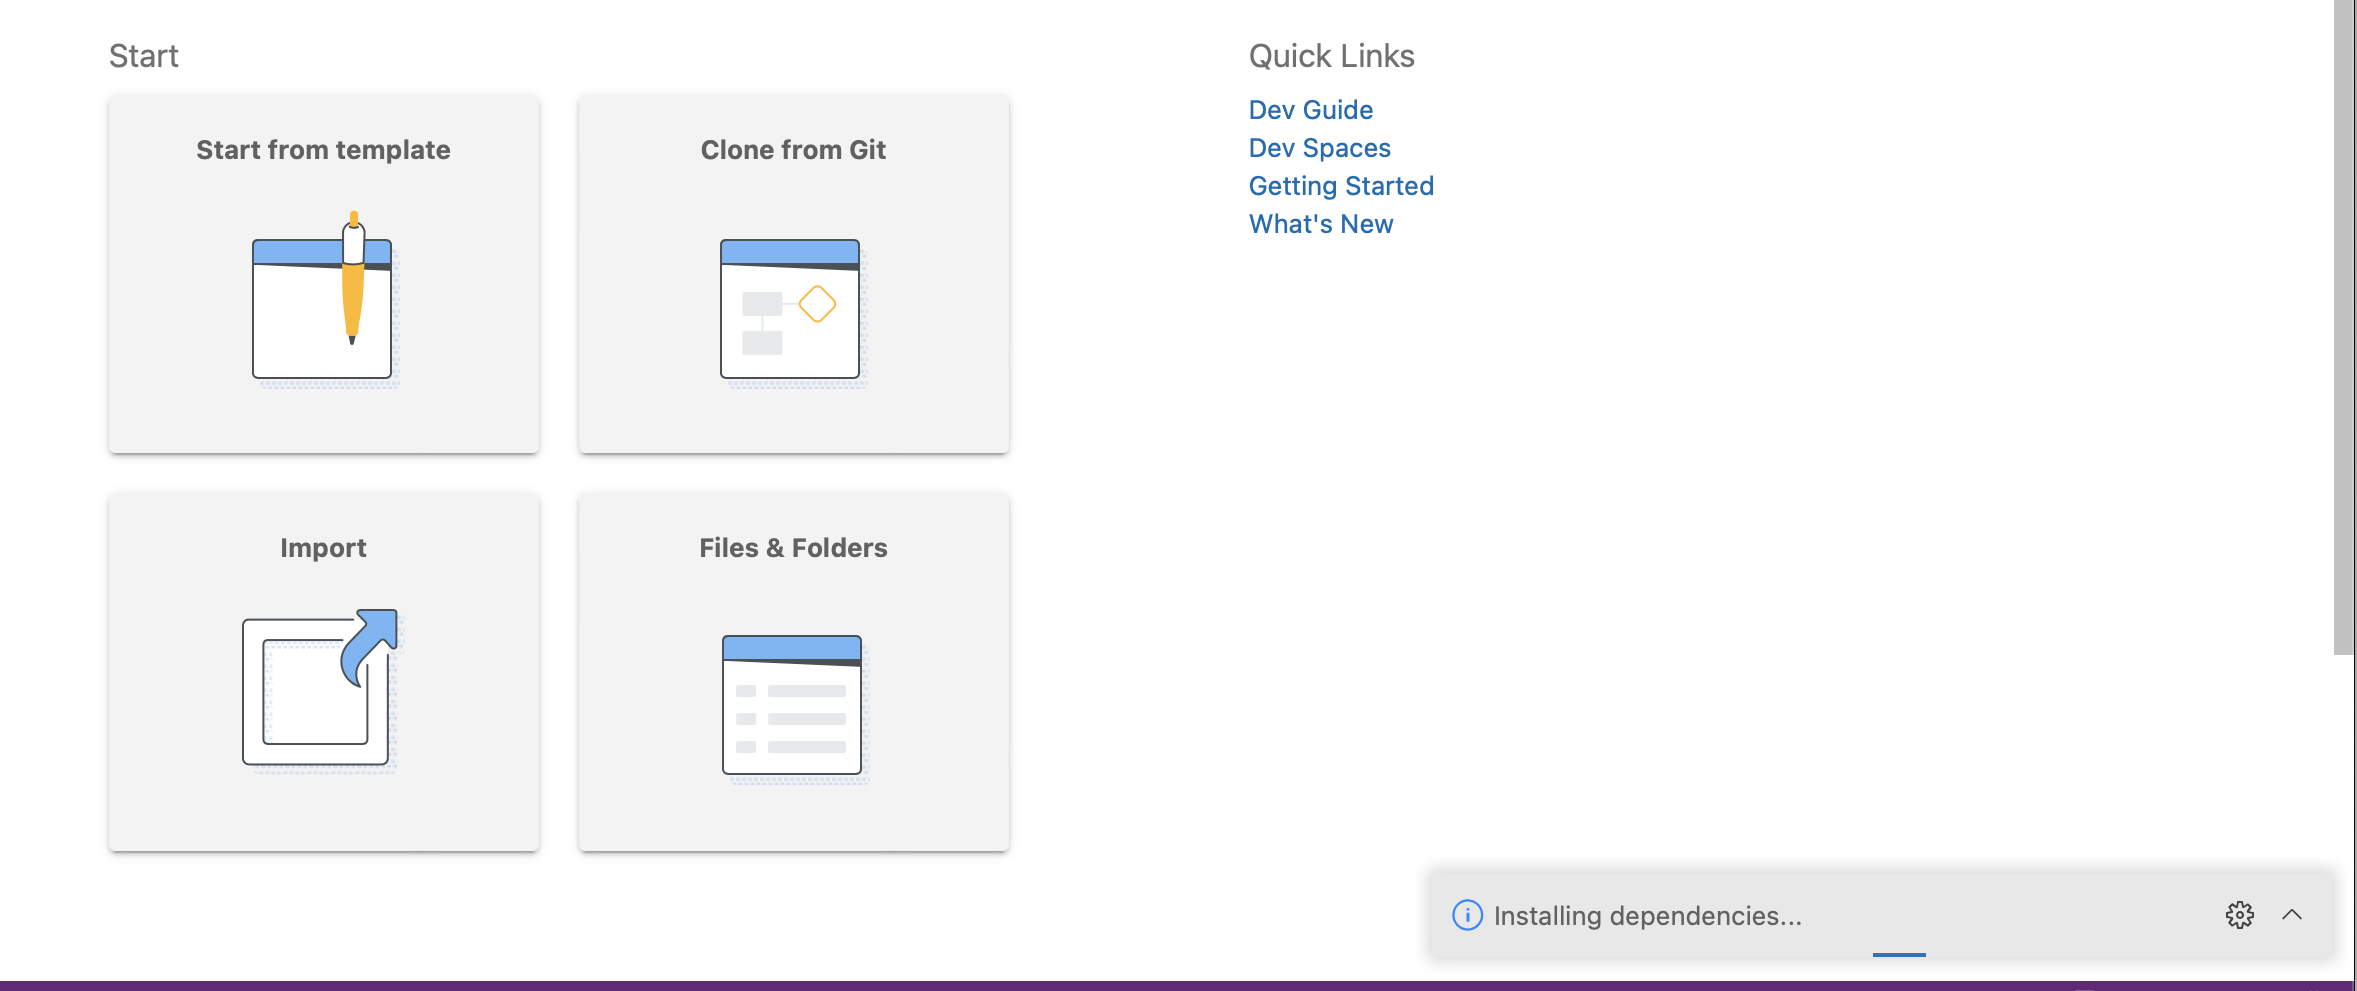 Start
Start from template
Clone from Git
Import
Files & Folders
Quick Links
Dev Guide
Dev Spaces
Getting Started
What's New
Installing dependencies...